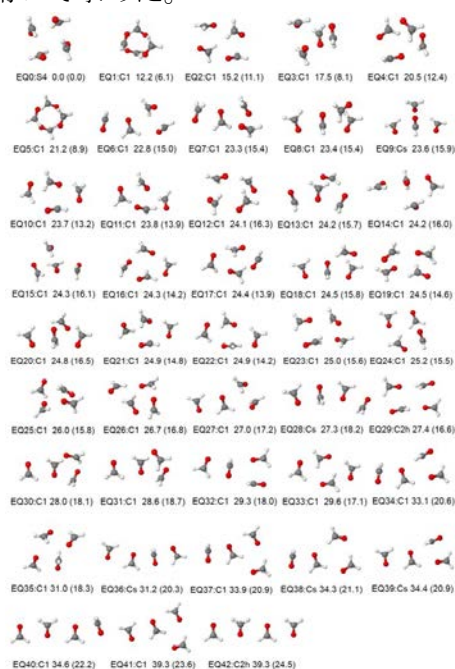 EQ0:S4 0.0 (0.0) EQ1:C1 12.2 (6.1) EQ2:C1 15.2 (11.1) EQ3:C1 17.5 (8.1) EQ4:C1 20.5 (12.4)
EQ5:C1 21.2 (8.9) EQ6:C1 22.8 (15.0) EQ7:C1 23.3 (15.4) EQ8:C1 23.4 (15.4) EQ9:Cs 23.6 (15.9)
EQ10:C1 23.7 (13.2) EQ11:C1 23.8 (13.9) EQ12:C1 24.1 (16.3) EQ13:C1 24.2 (15.7) EQ14:C1 24.2 (16.0)
EQ15:C1 24.3 (16.1) EQ16:C1 24.3 (14.2) EQ17:C1 24.4 (13.9) EQ18:C1 24.5 (15.8) EQ19:C1 24.5 (14.6)
EQ20:C1 24.8 (16.5) EQ21:C1 24.9 (14.8) EQ22:C1 24.9 (14.2) EQ23:C1 25.0 (15.6) EQ24:C1 25.2 (15.5)
EQ25:C1 26.0 (15.8) EQ26:C1 26.7 (16.8) EQ27:C1 27.0 (17.2) EQ28:Cs 27.3 (18.2) EQ29:C2h 27.4 (16.6)
EQ30:C1 28.0 (18.1) EQ31:C1 28.6 (18.7) EQ32:C1 29.3 (18.0) EQ33:C1 29.6 (17.1) EQ34:C1 33.1 (20.6)
EQ35:C1 31.0 (18.3) EQ36:Cs 31.2 (20.3) EQ37:C1 33.9 (20.9) EQ38:Cs 34.3 (21.1) EQ39:Cs 34.4 (20.9)
EQ40:C1 34.6 (22.2) EQ41:C1 39.3 (23.6) EQ42:C2h 39.3 (24.5)